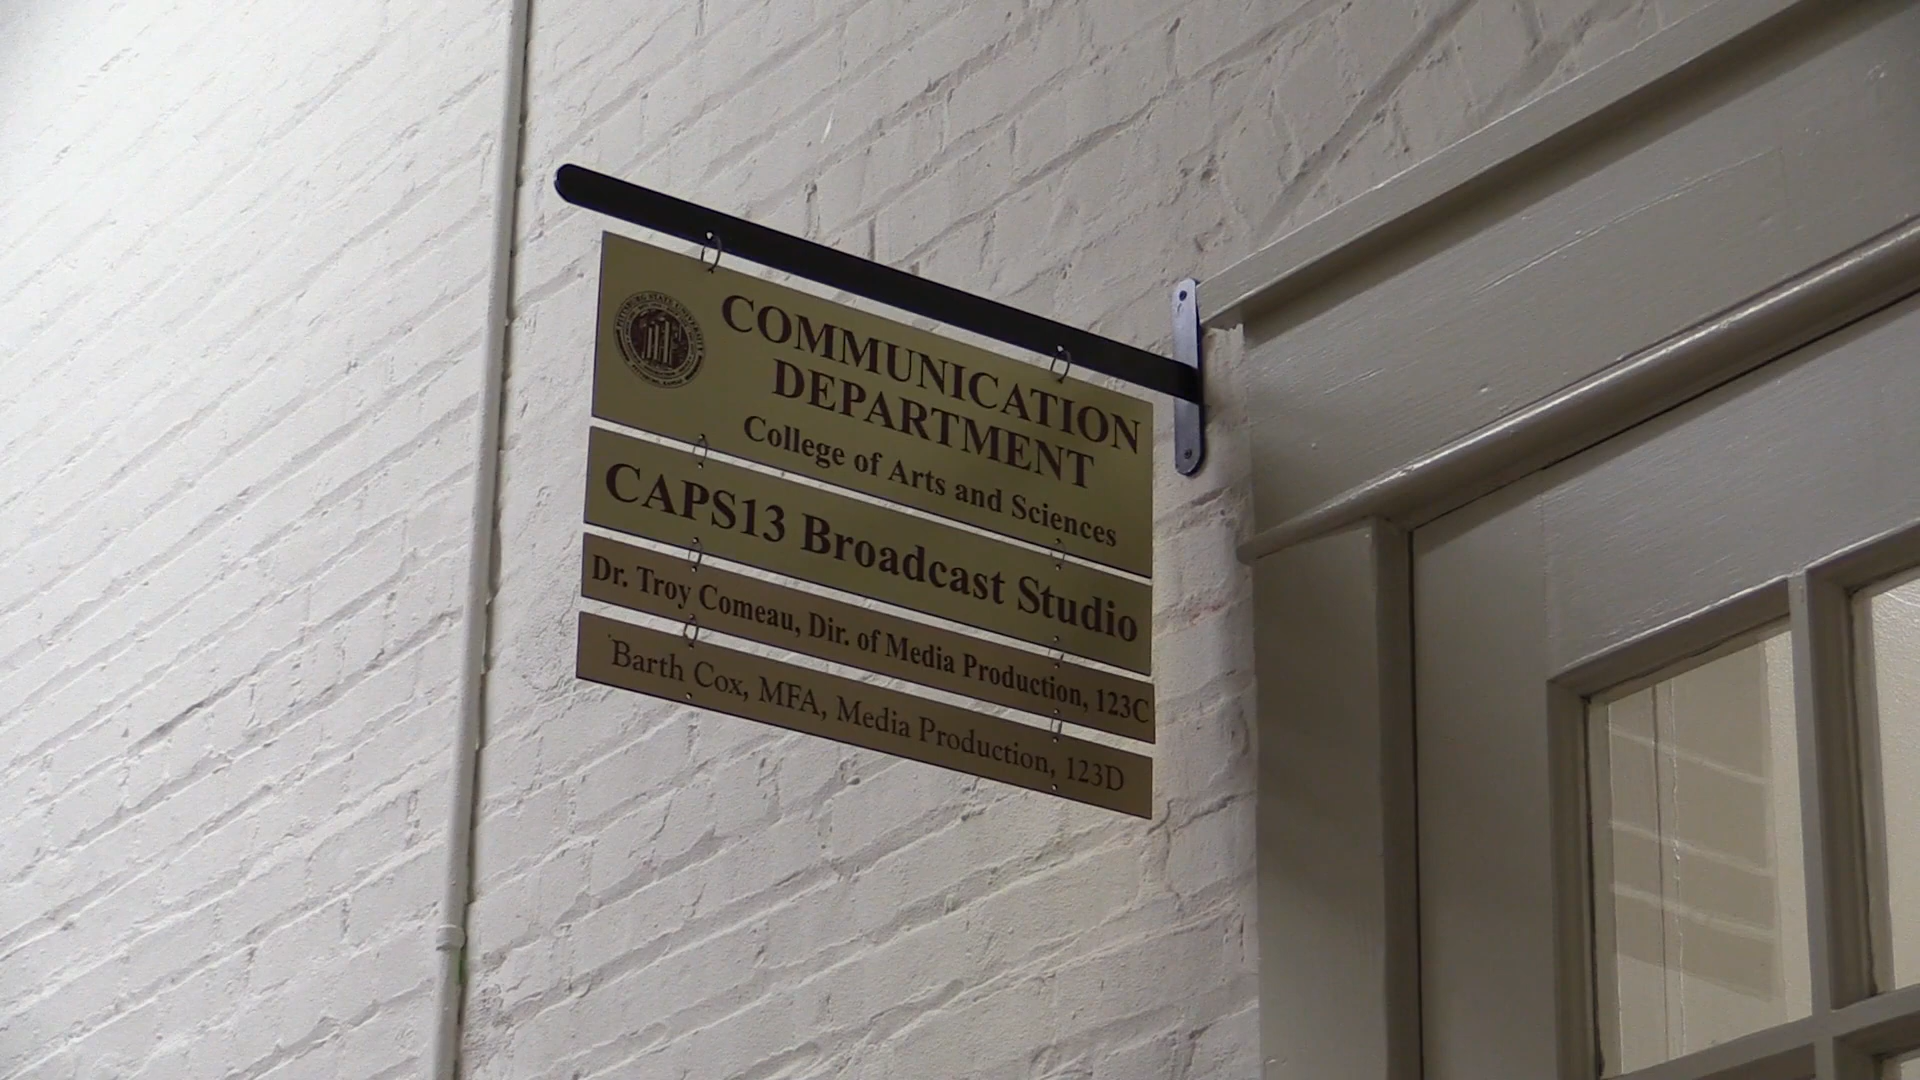 COMMUNICATION
DEPARTMENT
College of Arts and Sciences
CAPS13 Broadcast Studio
Dr. Troy Comeau, Dir. of Media Production, 123C
Barth Cox, MFA, Media Production, 123D